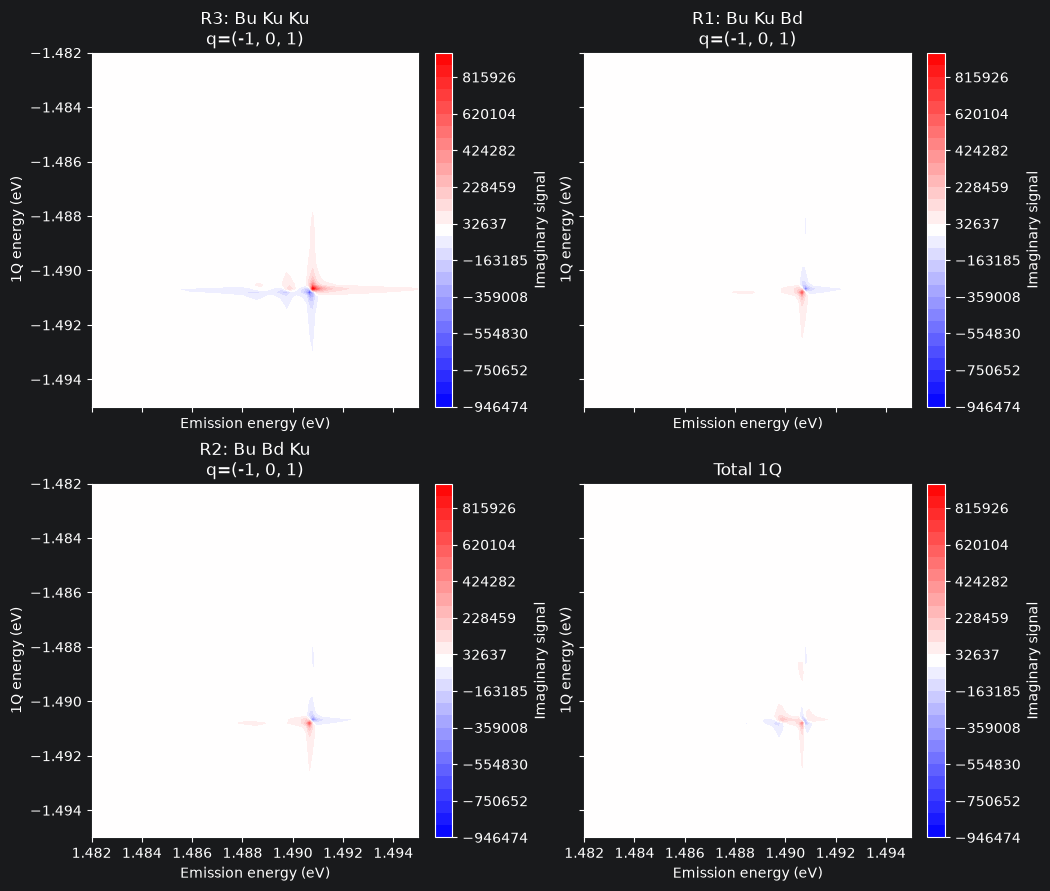 R3: Bu Ku Ku
q=(-1, 0, 1)
−1.482
−1.484
−1.486
−1.488
−1.490
−1.492
−1.494
1Q energy (eV)
Emission energy (eV)
815926
620104
424282
228459
32637
−163185
−359008
−554830
−750652
−946474
Imaginary signal
R1: Bu Ku Bd
q=(-1, 0, 1)
1Q energy (eV)
Emission energy (eV)
815926
620104
424282
228459
32637
−163185
−359008
−554830
−750652
−946474
Imaginary signal
R2: Bu Bd Ku
q=(-1, 0, 1)
−1.482
−1.484
−1.486
−1.488
−1.490
−1.492
−1.494
1Q energy (eV)
1.482 1.484 1.486 1.488 1.490 1.492 1.494
Emission energy (eV)
815926
620104
424282
228459
32637
−163185
−359008
−554830
−750652
−946474
Imaginary signal
Total 1Q
1Q energy (eV)
1.482 1.484 1.486 1.488 1.490 1.492 1.494
Emission energy (eV)
815926
620104
424282
228459
32637
−163185
−359008
−554830
−750652
−946474
Imaginary signal